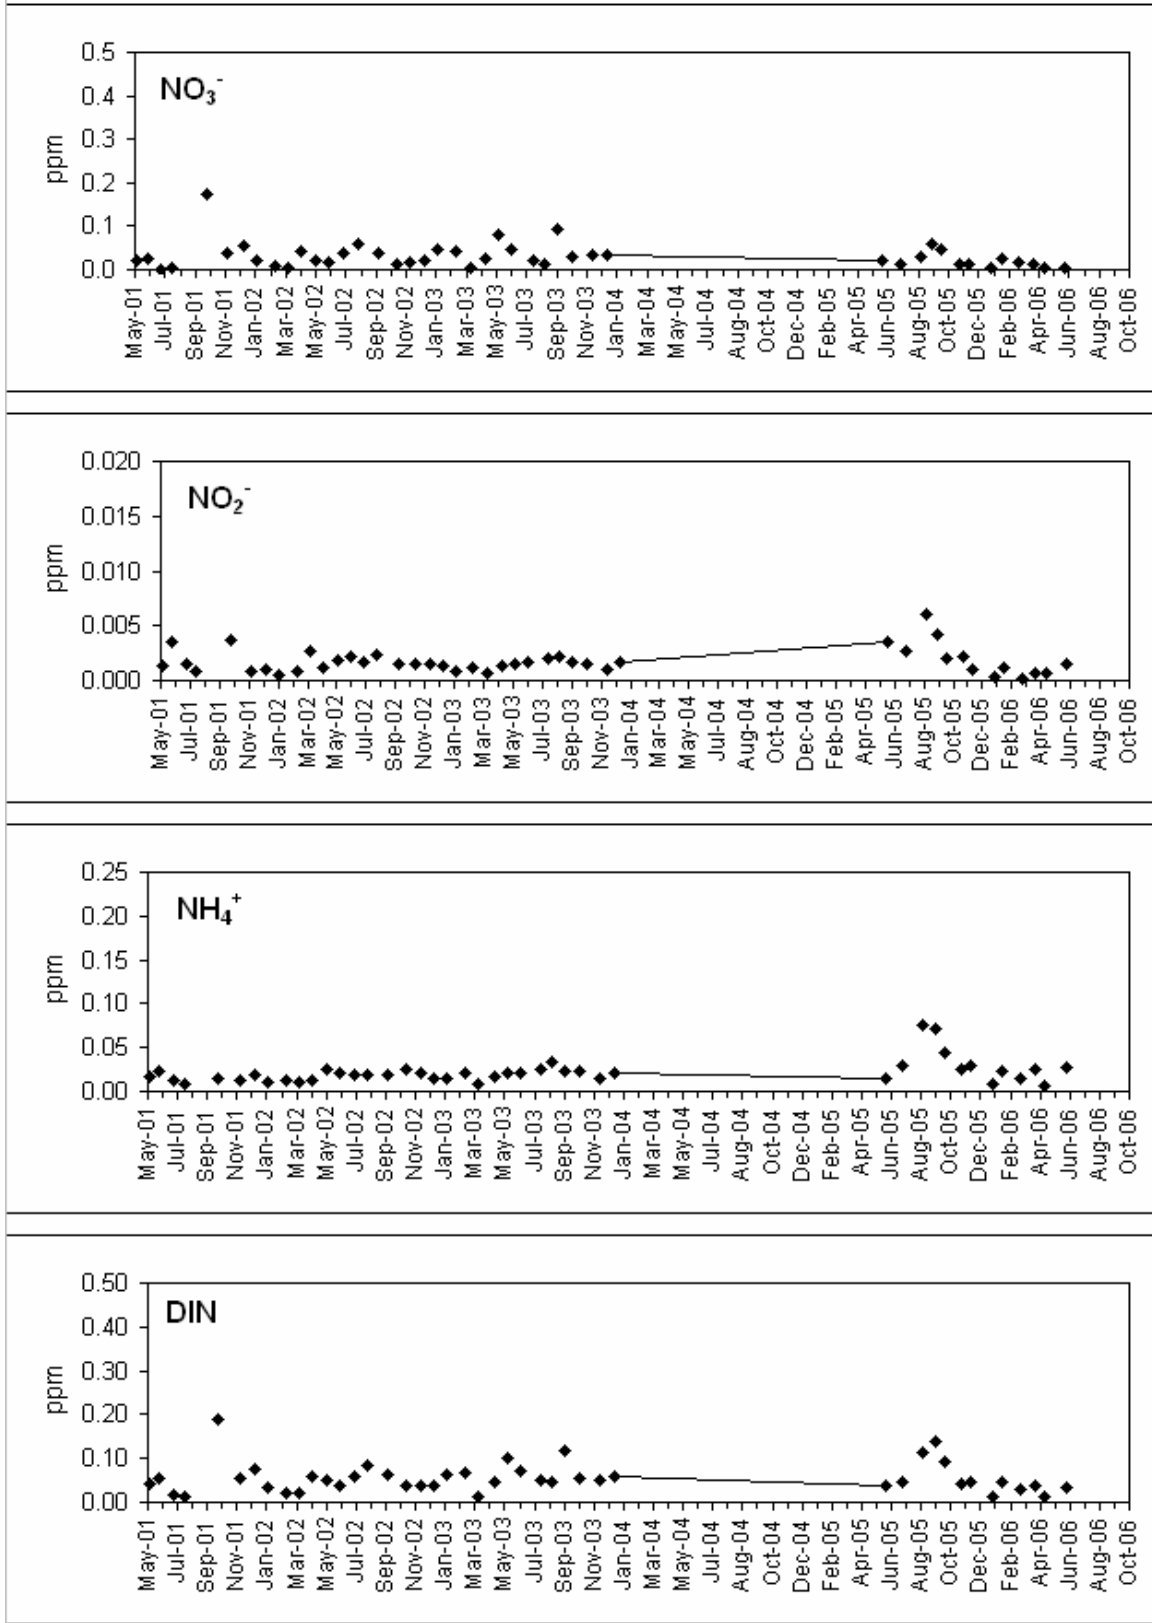 NO₃⁻
ppm
0.5
0.4
0.3
0.2
0.1
0.0
May-01 Jul-01 Sep-01 Nov-01 Jan-02 Mar-02 May-02 Jul-02 Sep-02 Nov-02 Jan-03 Mar-03 May-03 Jul-03 Sep-03 Nov-03 Jan-04 Mar-04 May-04 Jul-04 Aug-04 Oct-04 Dec-04 Feb-05 Apr-05 Jun-05 Aug-05 Oct-05 Dec-05 Feb-06 Apr-06 Jun-06 Aug-06 Oct-06
NO₂⁻
ppm
0.020
0.015
0.010
0.005
0.000
May-01 Jul-01 Sep-01 Nov-01 Jan-02 Mar-02 May-02 Jul-02 Sep-02 Nov-02 Jan-03 Mar-03 May-03 Jul-03 Sep-03 Nov-03 Jan-04 Mar-04 May-04 Jul-04 Aug-04 Oct-04 Dec-04 Feb-05 Apr-05 Jun-05 Aug-05 Oct-05 Dec-05 Feb-06 Apr-06 Jun-06 Aug-06 Oct-06
NH₄⁺
ppm
0.25
0.20
0.15
0.10
0.05
0.00
May-01 Jul-01 Sep-01 Nov-01 Jan-02 Mar-02 May-02 Jul-02 Sep-02 Nov-02 Jan-03 Mar-03 May-03 Jul-03 Sep-03 Nov-03 Jan-04 Mar-04 May-04 Jul-04 Aug-04 Oct-04 Dec-04 Feb-05 Apr-05 Jun-05 Aug-05 Oct-05 Dec-05 Feb-06 Apr-06 Jun-06 Aug-06 Oct-06
DIN
ppm
0.50
0.40
0.30
0.20
0.10
0.00
May-01 Jul-01 Sep-01 Nov-01 Jan-02 Mar-02 May-02 Jul-02 Sep-02 Nov-02 Jan-03 Mar-03 May-03 Jul-03 Sep-03 Nov-03 Jan-04 Mar-04 May-04 Jul-04 Aug-04 Oct-04 Dec-04 Feb-05 Apr-05 Jun-05 Aug-05 Oct-05 Dec-05 Feb-06 Apr-06 Jun-06 Aug-06 Oct-06